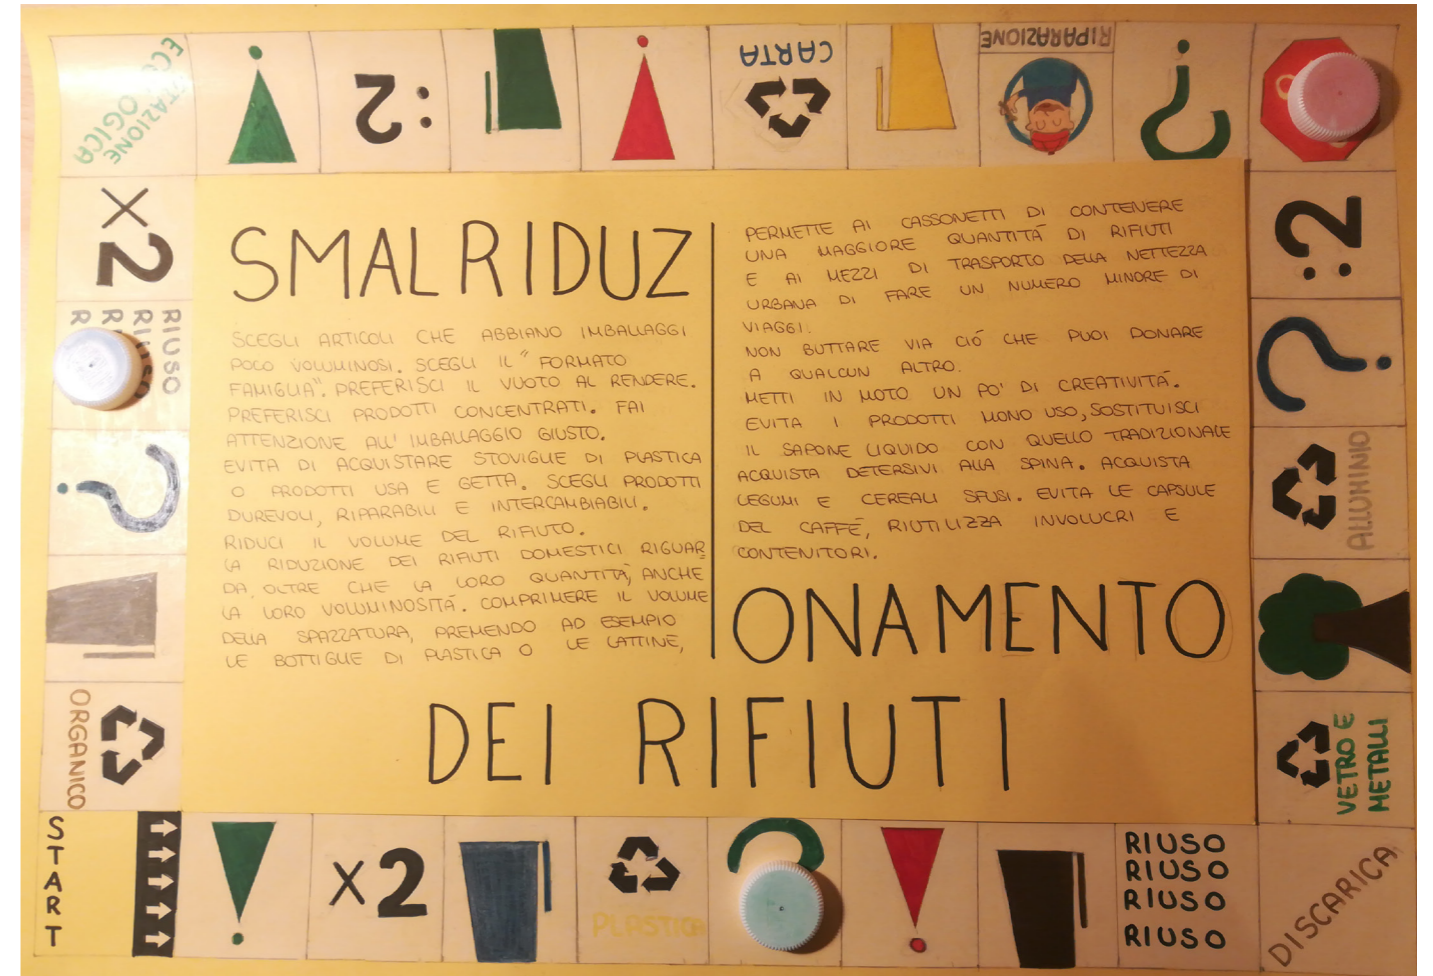 STAZIONE
ECOLOGICA
:2
CARTA
RIPARAZIONE
X2
:2
RIUSO
RIUSO
ALLUMINIO
ORGANICO
VETRO E
METALLI
SMALRIDUZ
SCEGLI ARTICOLI CHE ABBIANO IMBALLAGGI
POCO VOLUMINOSI. SCEGLI IL "FORMATO
FAMIGLIA". PREFERISCI IL VUOTO AL RENDERE.
PREFERISCI PRODOTTI CONCENTRATI. FAI
ATTENZIONE ALL' IMBALLAGGIO GIUSTO.
EVITA DI ACQUISTARE STOVIGLIE DI PLASTICA
O PRODOTTI USA E GETTA. SCEGLI PRODOTTI
DUREVOLI, RIPARABILI E INTERCAMBIABILI.
RIDUCI IL VOLUME DEL RIFIUTO.
LA RIDUZIONE DEI RIFIUTI DOMESTICI RIGUAR
DA, OLTRE CHE LA LORO QUANTITÀ, ANCHE
LA LORO VOLUMINOSITÀ. COMPRIMERE IL VOLUME
DELLA SPAZZATURA, PREMENDO AD ESEMPIO
LE BOTTIGLIE DI PLASTICA O LE LATTINE,
PERMETTE AI CASSONETTI DI CONTENERE
UNA MAGGIORE QUANTITÀ DI RIFIUTI
E AI MEZZI DI TRASPORTO DELLA NETTEZZA
URBANA DI FARE UN NUMERO MINORE DI
VIAGGI.
NON BUTTARE VIA CIÓ CHE PUOI DONARE
A QUALCUN ALTRO.
METTI IN MOTO UN PO' DI CREATIVITÀ.
EVITA I PRODOTTI MONO USO, SOSTITUISCI
IL SAPONE LIQUIDO CON QUELLO TRADIZIONALE
ACQUISTA DETERSIVI ALLA SPINA. ACQUISTA
LEGUMI E CEREALI SFUSI. EVITA LE CAPSULE
DEL CAFFÉ, RIUTILIZZA INVOLUCRI E
CONTENITORI.
ONAMENTO
DEI RIFIUTI
START
X2
PLASTICA
RIUSO
RIUSO
RIUSO
RIUSO
DISCARICA